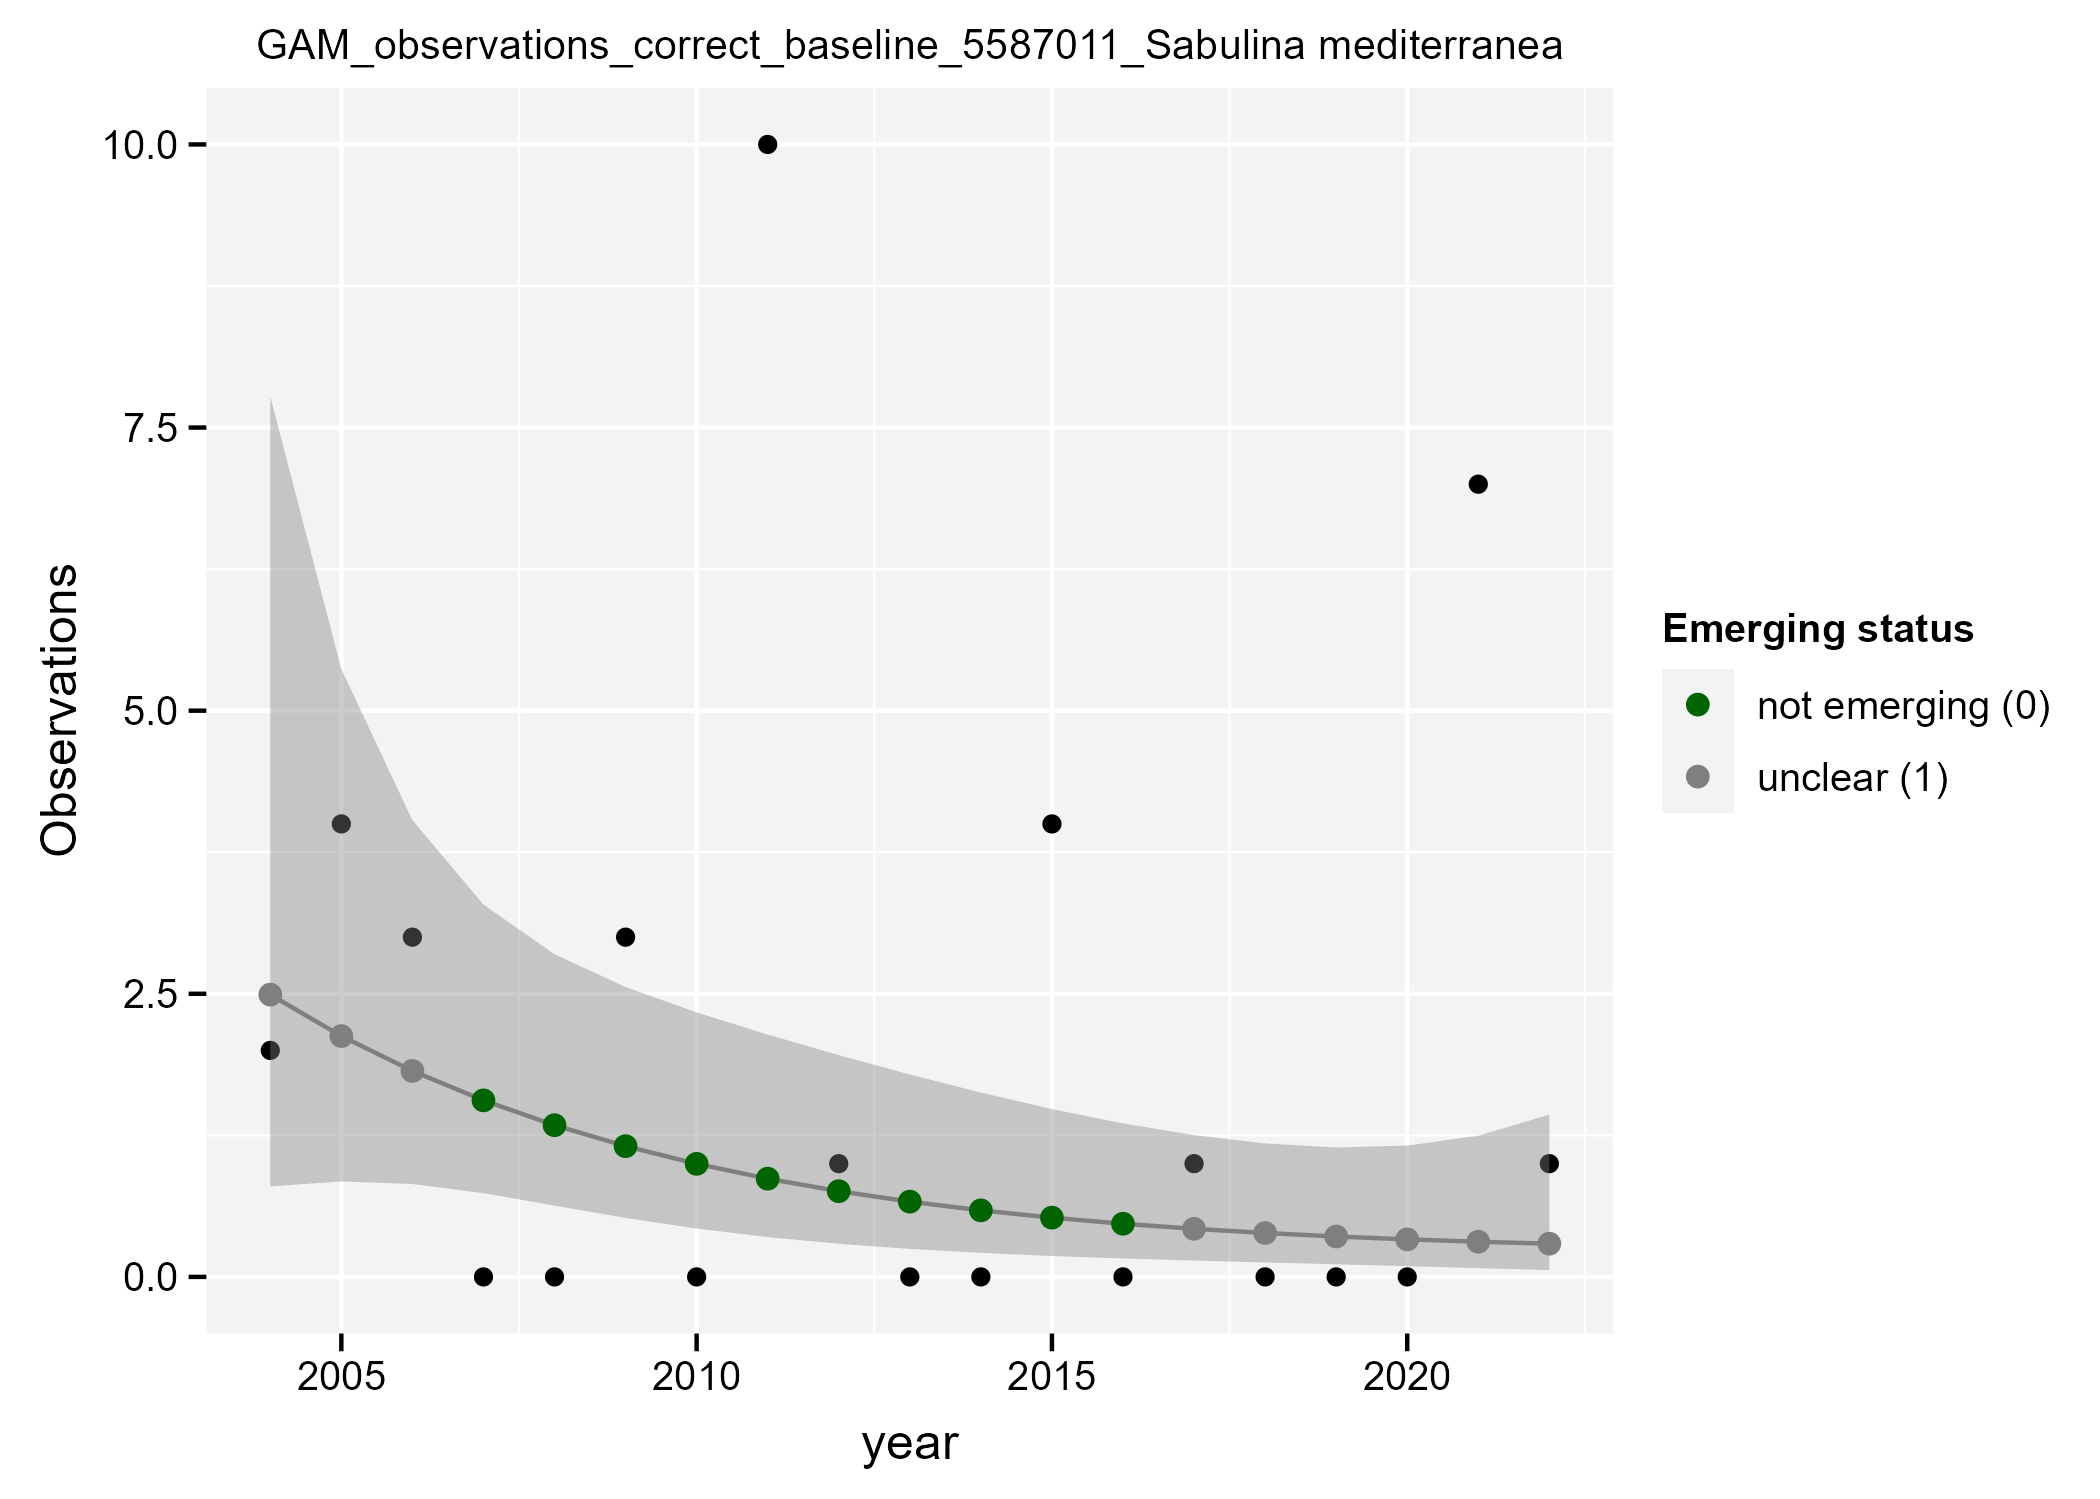 GAM_observations_correct_baseline_5587011_Sabulina mediterranea
10.0
7.5
5.0
2.5
0.0
Observations
2005
2010
2015
2020
year
Emerging status
not emerging (0)
unclear (1)